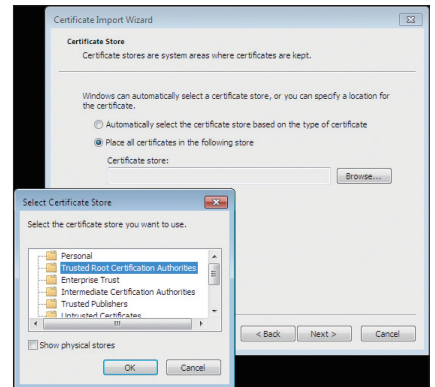 Certificate Import Wizard
Certificate Store
Certificate stores are system areas where certificates are kept.
Windows can automatically select a certificate store, or you can specify a location for
the certificate.
Automatically select the certificate store based on the type of certificate
Place all certificates in the following store
Certificate store:
Browse...
Select Certificate Store
Select the certificate store you want to use.
Personal
Trusted Root Certification Authorities
Enterprise Trust
Intermediate Certification Authorities
Trusted Publishers
Untrusted Certificates
Show physical stores
OK Cancel
< Back Next > Cancel